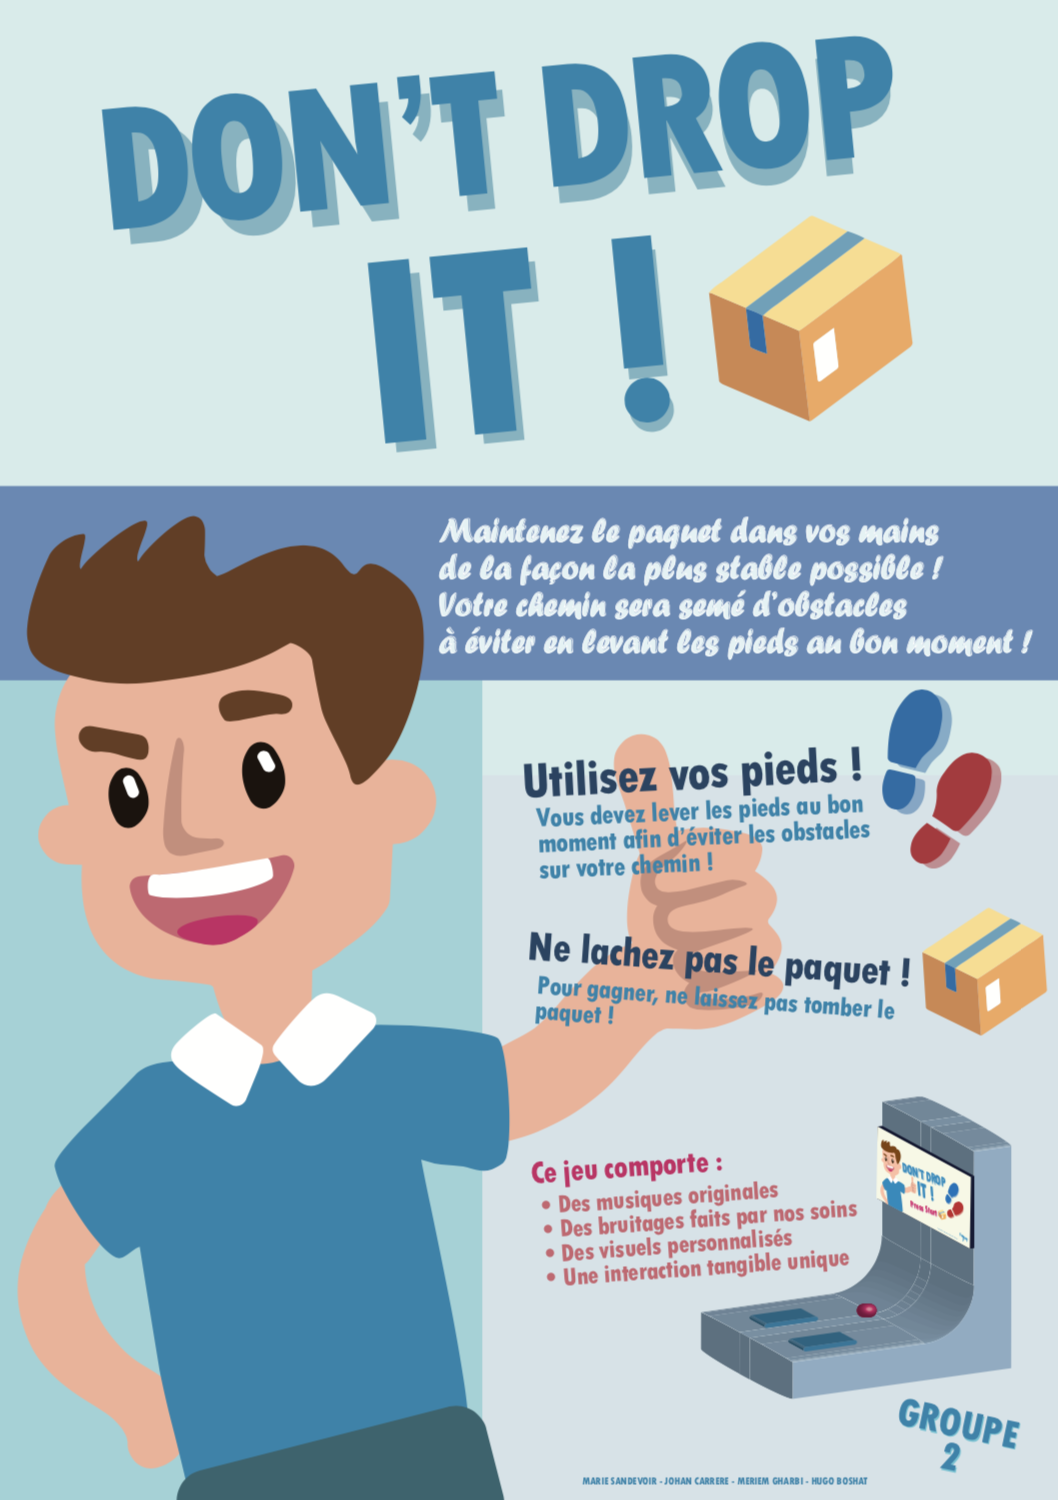 DON'T DROP
IT !
Maintenez le paquet dans vos mains
de la façon la plus stable possible !
Votre chemin sera semé d'obstacles
à éviter en levant les pieds au bon moment !
Utilisez vos pieds !
Vous devez lever les pieds au bon
moment afin d'éviter les obstacles
sur votre chemin !
Ne lachez pas le paquet !
Pour gagner, ne laissez pas tomber le
paquet !
Ce jeu comporte :
• Des musiques originales
• Des bruitages faits par nos soins
• Des visuels personnalisés
• Une interaction tangible unique
DON'T DROP
IT !
Press Start
GROUPE
2
MARIE SANDEVOIR - JOHAN CARRERE - MERIEM GHARBI - HUGO BOSHAT